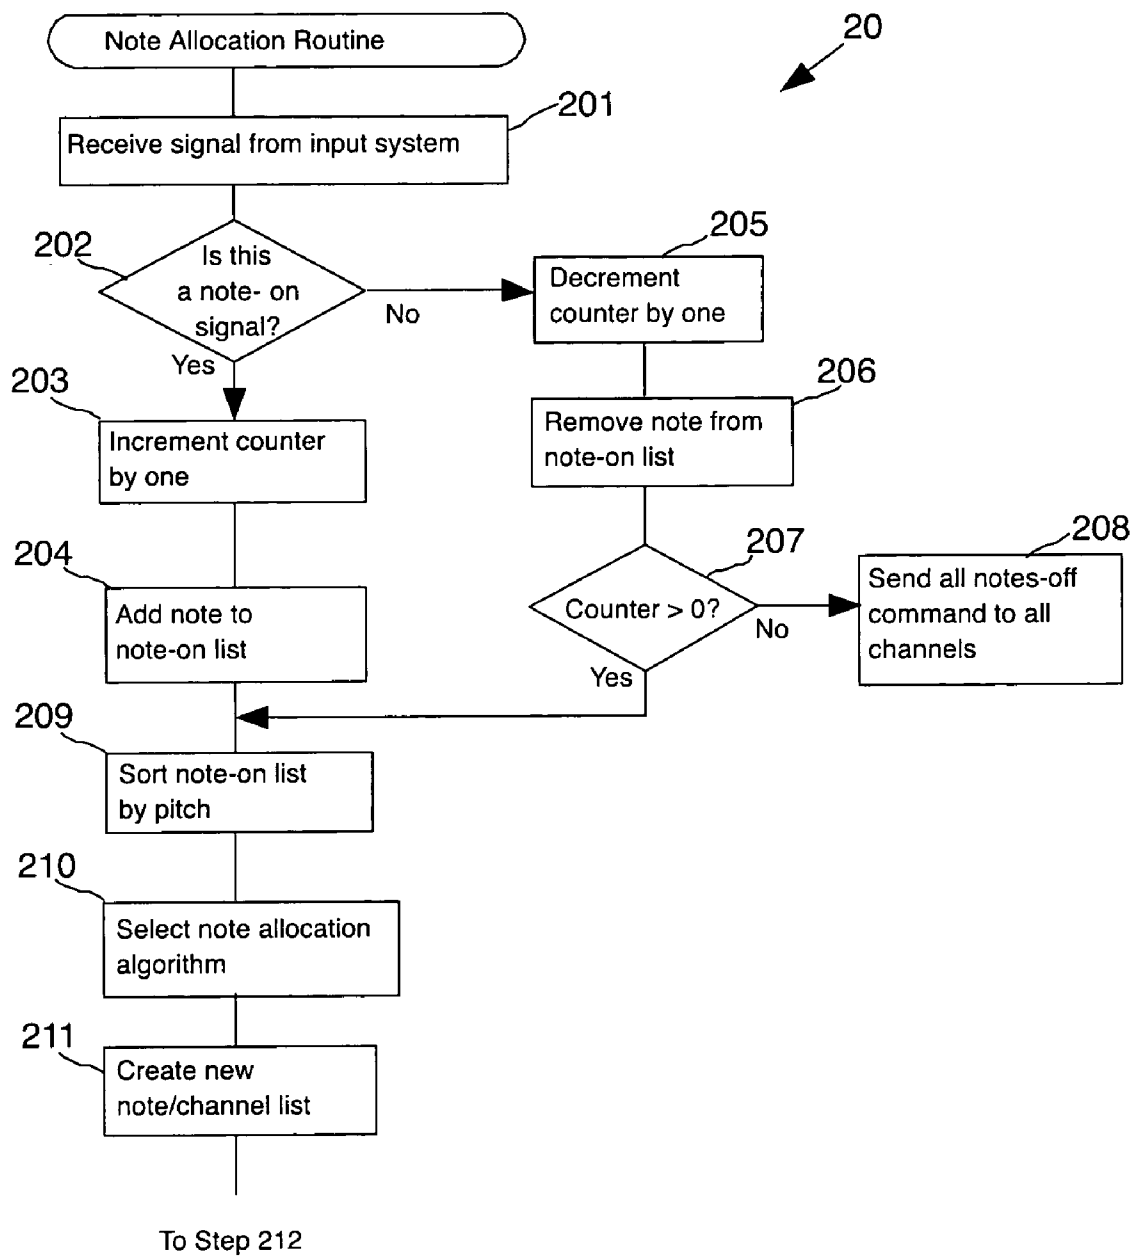 Note Allocation Routine
20
201
Receive signal from input system
202
Is this
a note- on
signal?
No
Yes
205
Decrement
counter by one
203
Increment counter
by one
206
Remove note from
note-on list
204
Add note to
note-on list
207
Counter > 0?
No
Yes
208
Send all notes-off
command to all
channels
209
Sort note-on list
by pitch
210
Select note allocation
algorithm
211
Create new
note/channel list
To Step 212